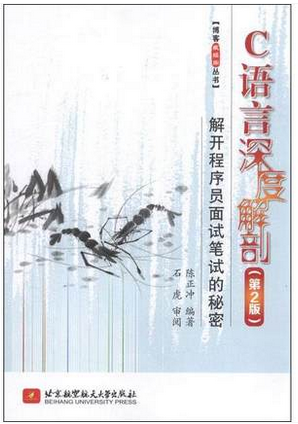 【博客藏经阁丛书】
C语言深度解剖
（第2版）
解开程序员面试笔试的秘密
陈正冲 编著
石虎 审阅
北京航空航天大学出版社
BEIHANG UNIVERSITY PRESS